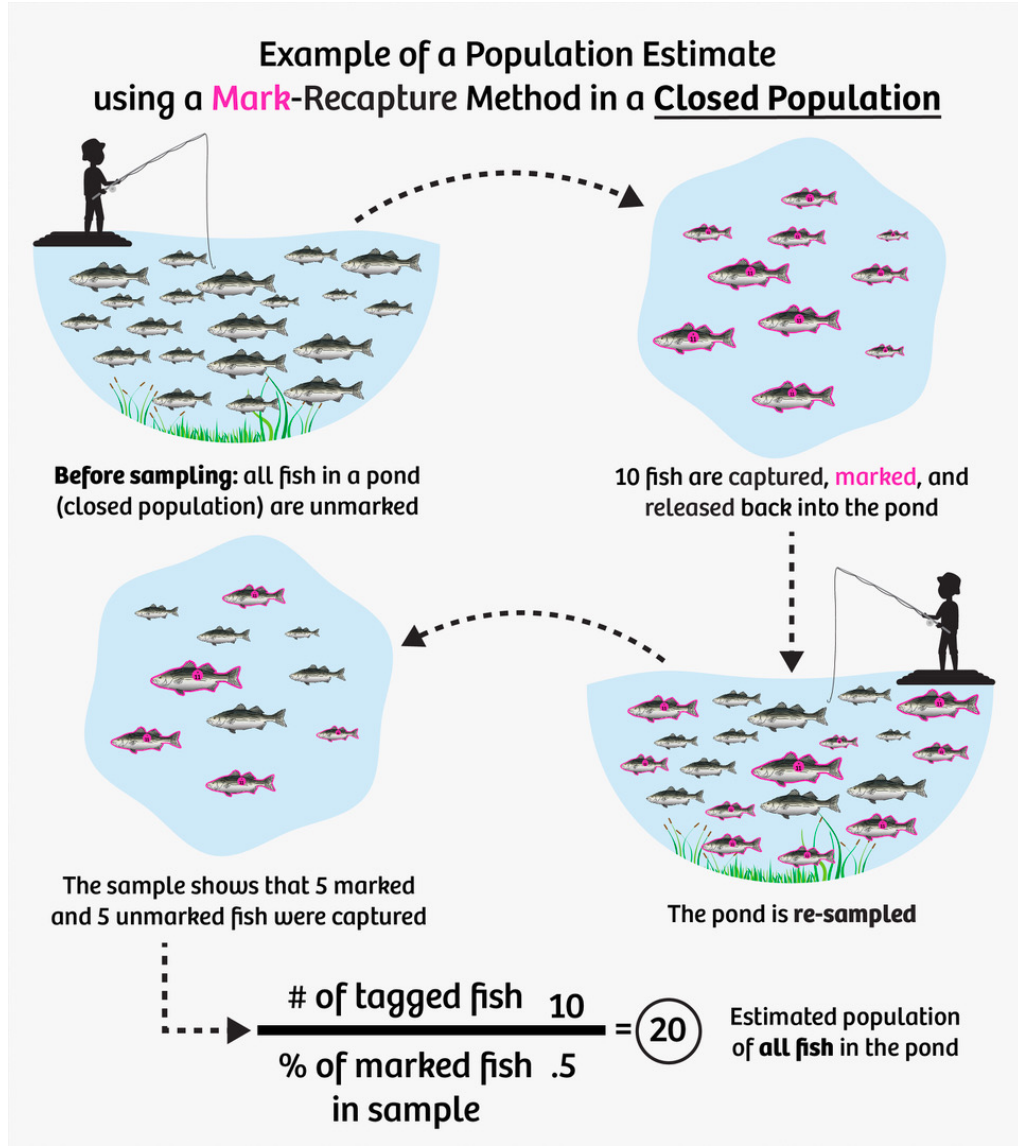 Example of a Population Estimate
using a Mark-Recapture Method in a Closed Population
Before sampling: all fish in a pond
(closed population) are unmarked
10 fish are captured, marked, and
released back into the pond
The pond is re-sampled
The sample shows that 5 marked
and 5 unmarked fish were captured
# of tagged fish 10
% of marked fish .5
in sample
= 20
Estimated population
of all fish in the pond